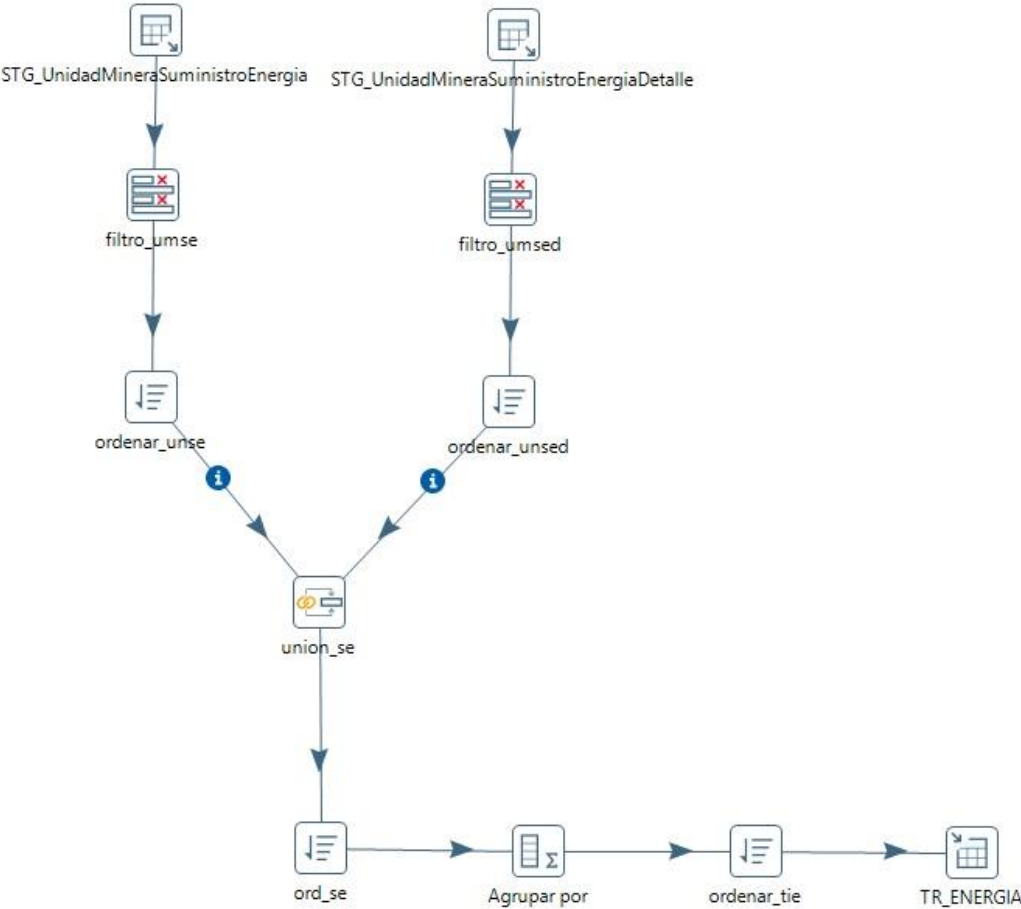 STG_UnidadMineraSuministroEnergia
STG_UnidadMineraSuministroEnergiaDetalle
filtro_umse
filtro_umsed
ordenar_unse
ordenar_unsed
union_se
ord_se
Agrupar por
ordenar_tie
TR_ENERGIA